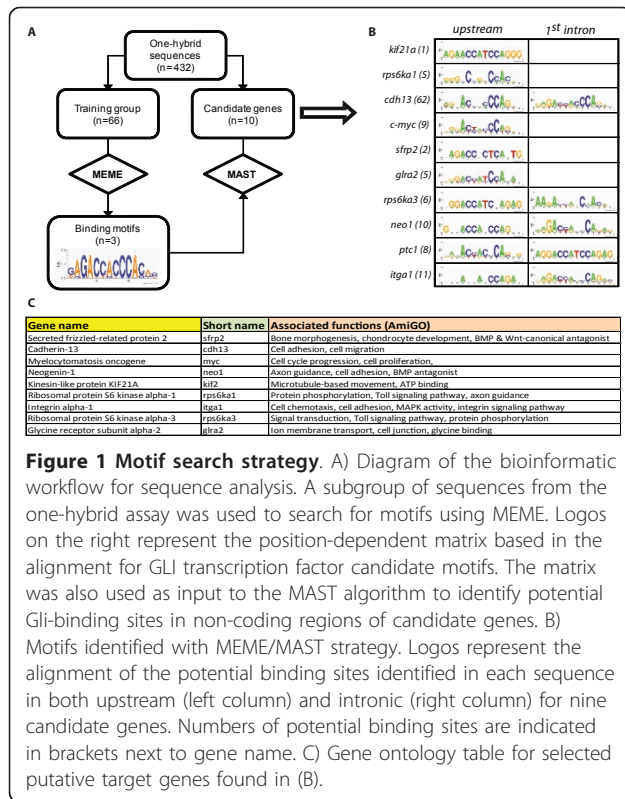 A
One-hybrid
sequences
(n=432)
Training
group
(n=66)
Candidate genes
(n=10)
MEME
MAST
Binding motifs
(n=3)
GAGACCACCCA
B
upstream
1st intron
kif21a (1)
AGAACCATCCAGGG
rps6ka1 (5)
cdh13 (62)
c-myc (9)
sfrp2 (2)
AGACC CTCA TG
glra2 (5)
rps6ka3 (6)
GGACCATC AGAG
neo1 (10)
G ACCA CCAG
ptc1 (8)
AGGACCATCCAGAG
itga1 (11)
A A CCAGA
C
Gene name Short name Associated functions (AmiGO)
Secreted frizzled-related protein 2 sfrp2 Bone morphogenesis, chondrocyte development, BMP & Wnt-canonical antagonist
Cadherin-13 cdh13 Cell adhesion, cell migration
Myelocytomatosis oncogene myc Cell cycle progression, cell proliferation,
Neogenin-1 neo1 Axon guidance, cell adhesion, BMP antagonist
Kinesin-like protein KIF21A kif2 Microtubule-based movement, ATP binding
Ribosomal protein S6 kinase alpha-1 rps6ka1 Protein phosphorylation, Toll signaling pathway, axon guidance
Integrin alpha-1 itga1 Cell chemotaxis, cell adhesion, MAPK activity, integrin signaling pathway
Ribosomal protein S6 kinase alpha-3 rps6ka3 Signal transduction, Toll signaling pathway, protein phosphorylation
Glycine receptor subunit alpha-2 glra2 Ion membrane transport, cell junction, glycine binding
Figure 1 Motif search strategy. A) Diagram of the bioinformatic
workflow for sequence analysis. A subgroup of sequences from the
one-hybrid assay was used to search for motifs using MEME. Logos
on the right represent the position-dependent matrix based in the
alignment for GLI transcription factor candidate motifs. The matrix
was also used as input to the MAST algorithm to identify potential
Gli-binding sites in non-coding regions of candidate genes. B)
Motifs identified with MEME/MAST strategy. Logos represent the
alignment of the potential binding sites identified in each sequence
in both upstream (left column) and intronic (right column) for nine
candidate genes. Numbers of potential binding sites are indicated
in brackets next to gene name. C) Gene ontology table for selected
putative target genes found in (B).